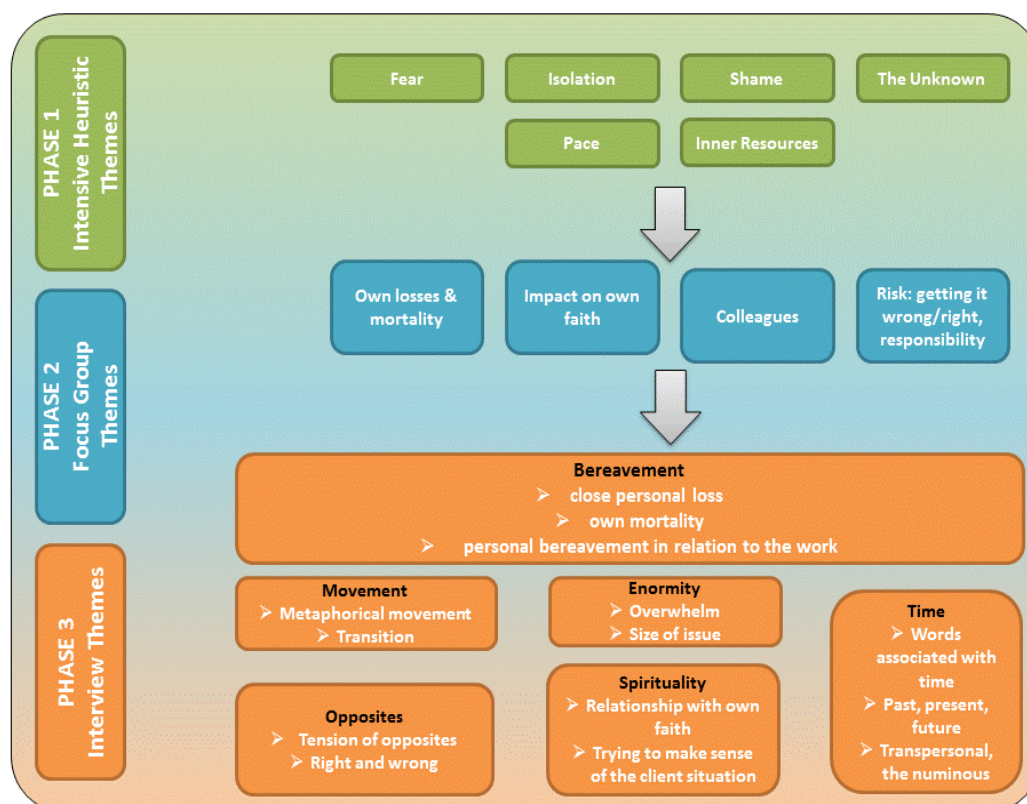 PHASE 1
Intensive Heuristic
Themes
Fear
Isolation
Shame
The Unknown
Pace
Inner Resources
PHASE 2
Focus Group
Themes
Own losses &
mortality
Impact on own
faith
Colleagues
Risk: getting it
wrong/right,
responsibility
PHASE 3
Interview Themes
Bereavement
➢ close personal loss
➢ own mortality
➢ personal bereavement in relation to the work
Movement
➢ Metaphorical movement
➢ Transition
Enormity
➢ Overwhelm
➢ Size of issue
Time
➢ Words
associated with
time
➢ Past, present,
future
➢ Transpersonal,
the numinous
Opposites
➢ Tension of opposites
➢ Right and wrong
Spirituality
➢ Relationship with own
faith
➢ Trying to make sense
of the client situation